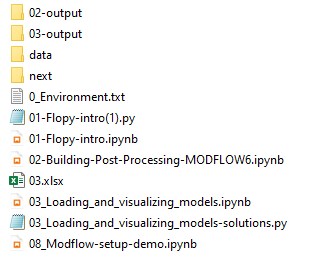 02-output
03-output
data
next
0_Environment.txt
01-Flopy-intro(1).py
01-Flopy-intro.ipynb
02-Building-Post-Processing-MODFLOW6.ipynb
03.xlsx
03_Loading_and_visualizing_models.ipynb
03_Loading_and_visualizing_models-solutions.py
08_Modflow-setup-demo.ipynb